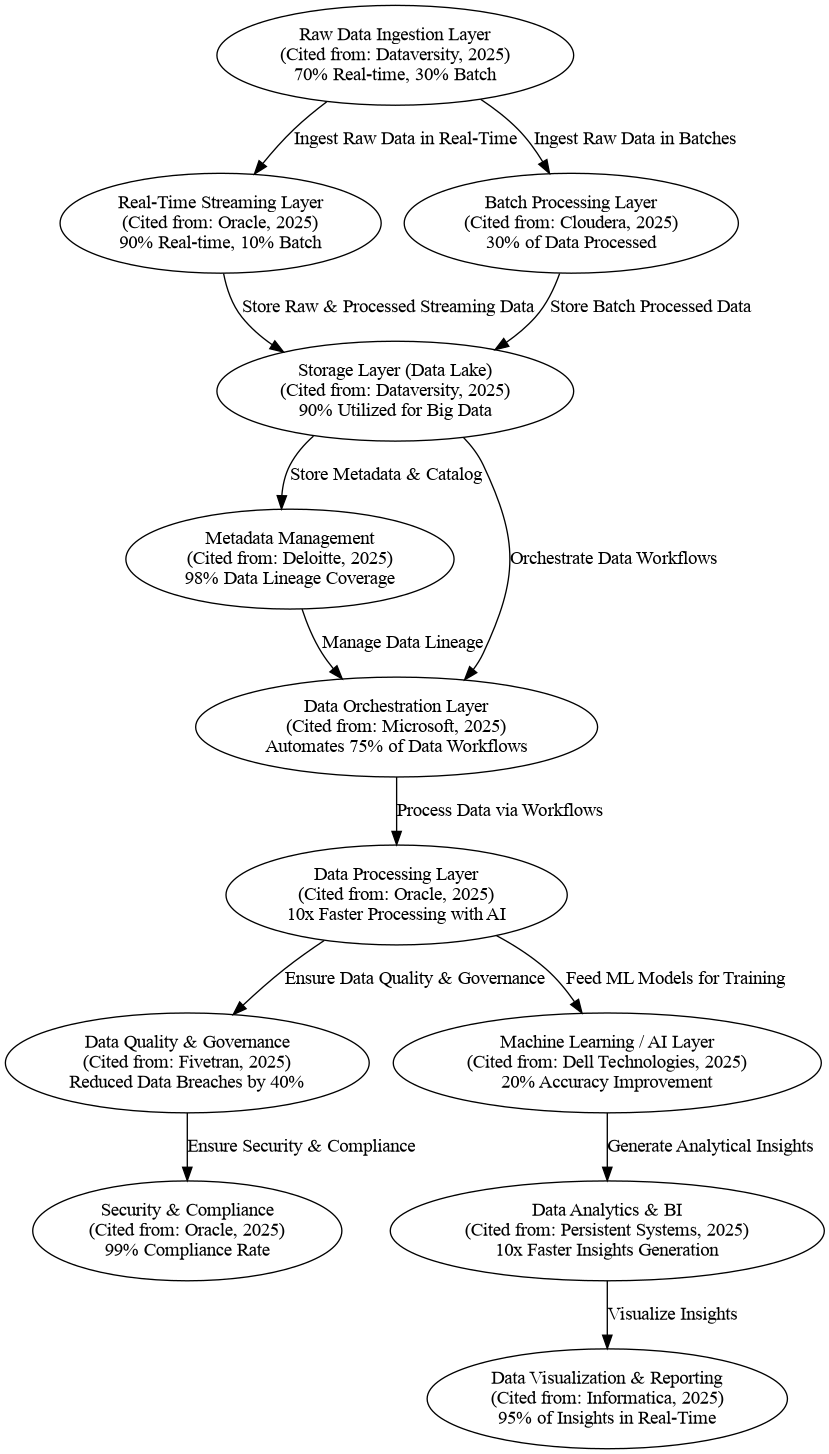 Raw Data Ingestion Layer
(Cited from: Dataversity, 2025)
70% Real-time, 30% Batch
Ingest Raw Data in Real-Time
Ingest Raw Data in Batches
Real-Time Streaming Layer
(Cited from: Oracle, 2025)
90% Real-time, 10% Batch
Batch Processing Layer
(Cited from: Cloudera, 2025)
30% of Data Processed
Store Raw & Processed Streaming Data
Store Batch Processed Data
Storage Layer (Data Lake)
(Cited from: Dataversity, 2025)
90% Utilized for Big Data
Store Metadata & Catalog
Metadata Management
(Cited from: Deloitte, 2025)
98% Data Lineage Coverage
Orchestrate Data Workflows
Manage Data Lineage
Data Orchestration Layer
(Cited from: Microsoft, 2025)
Automates 75% of Data Workflows
Process Data via Workflows
Data Processing Layer
(Cited from: Oracle, 2025)
10x Faster Processing with AI
Ensure Data Quality & Governance
Feed ML Models for Training
Data Quality & Governance
(Cited from: Fivetran, 2025)
Reduced Data Breaches by 40%
Machine Learning / AI Layer
(Cited from: Dell Technologies, 2025)
20% Accuracy Improvement
Ensure Security & Compliance
Generate Analytical Insights
Security & Compliance
(Cited from: Oracle, 2025)
99% Compliance Rate
Data Analytics & BI
(Cited from: Persistent Systems, 2025)
10x Faster Insights Generation
Visualize Insights
Data Visualization & Reporting
(Cited from: Informatica, 2025)
95% of Insights in Real-Time